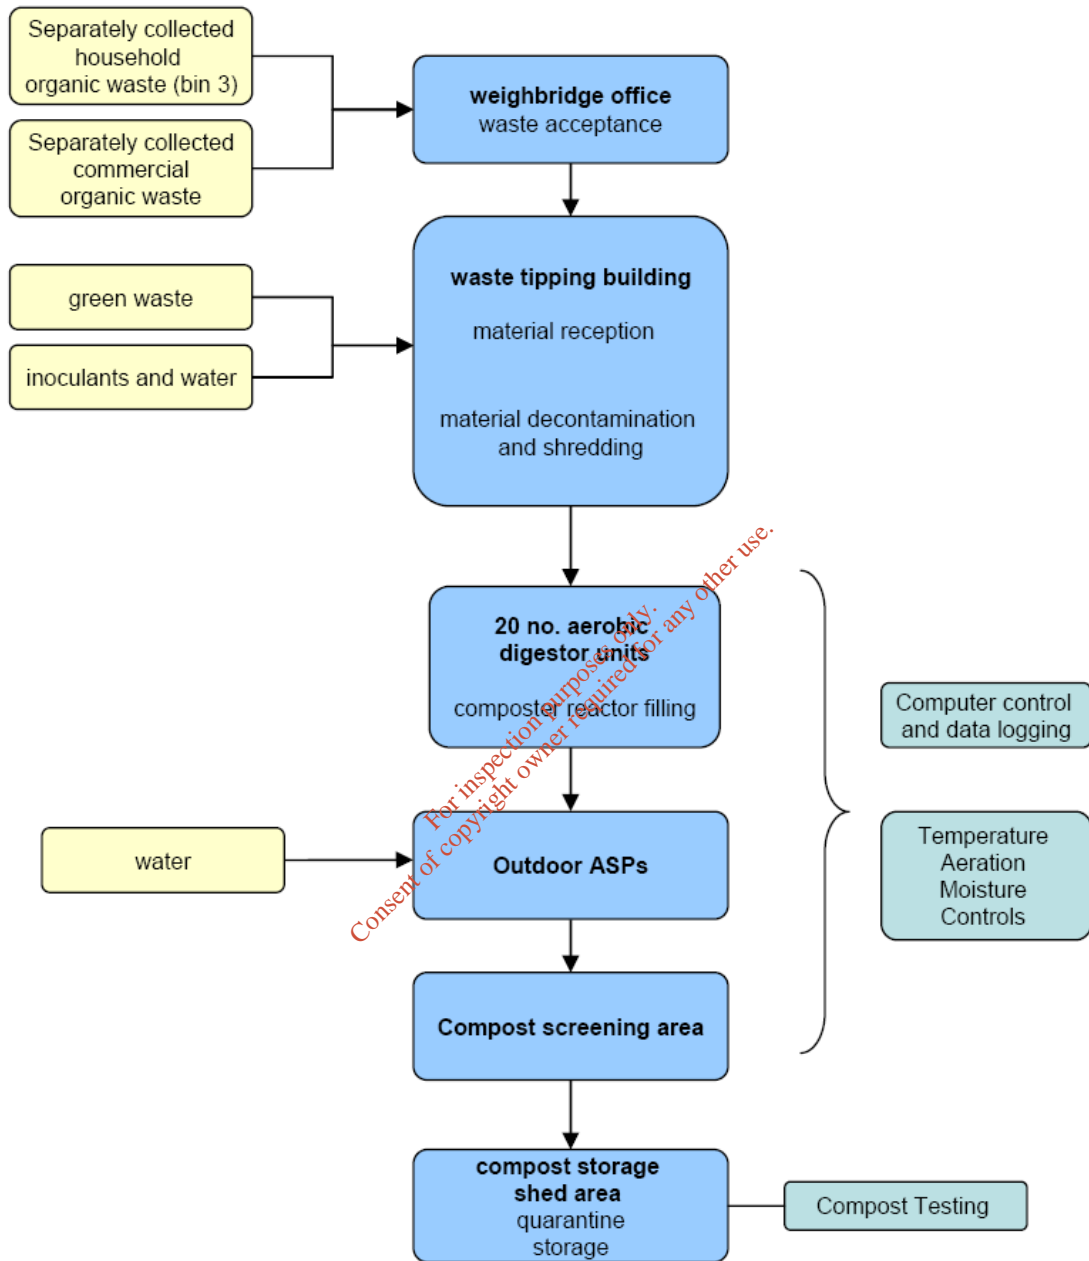 Separately collected
household
organic waste (bin 3)
Separately collected
commercial
organic waste
weighbridge office
waste acceptance
green waste
inoculants and water
waste tipping building
material reception
material decontamination
and shredding
20 no. aerobic
digestor units
composter reactor filling
Computer control
and data logging
Temperature
Aeration
Moisture
Controls
water
Outdoor ASPs
Compost screening area
compost storage
shed area
quarantine
storage
Compost Testing
For inspection purposes only.
Consent of copyright owner required for any other use.